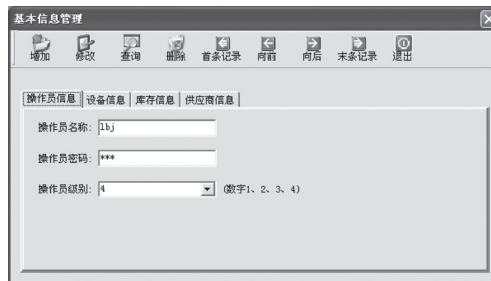 基本信息管理
增加 修改 查询 删除 首条记录 向前 向后 末条记录 退出
操作员信息 设备信息 库存信息 供应商信息
操作员名称: lbj
操作员密码: ***
操作员级别: 4 (数字1、2、3、4)